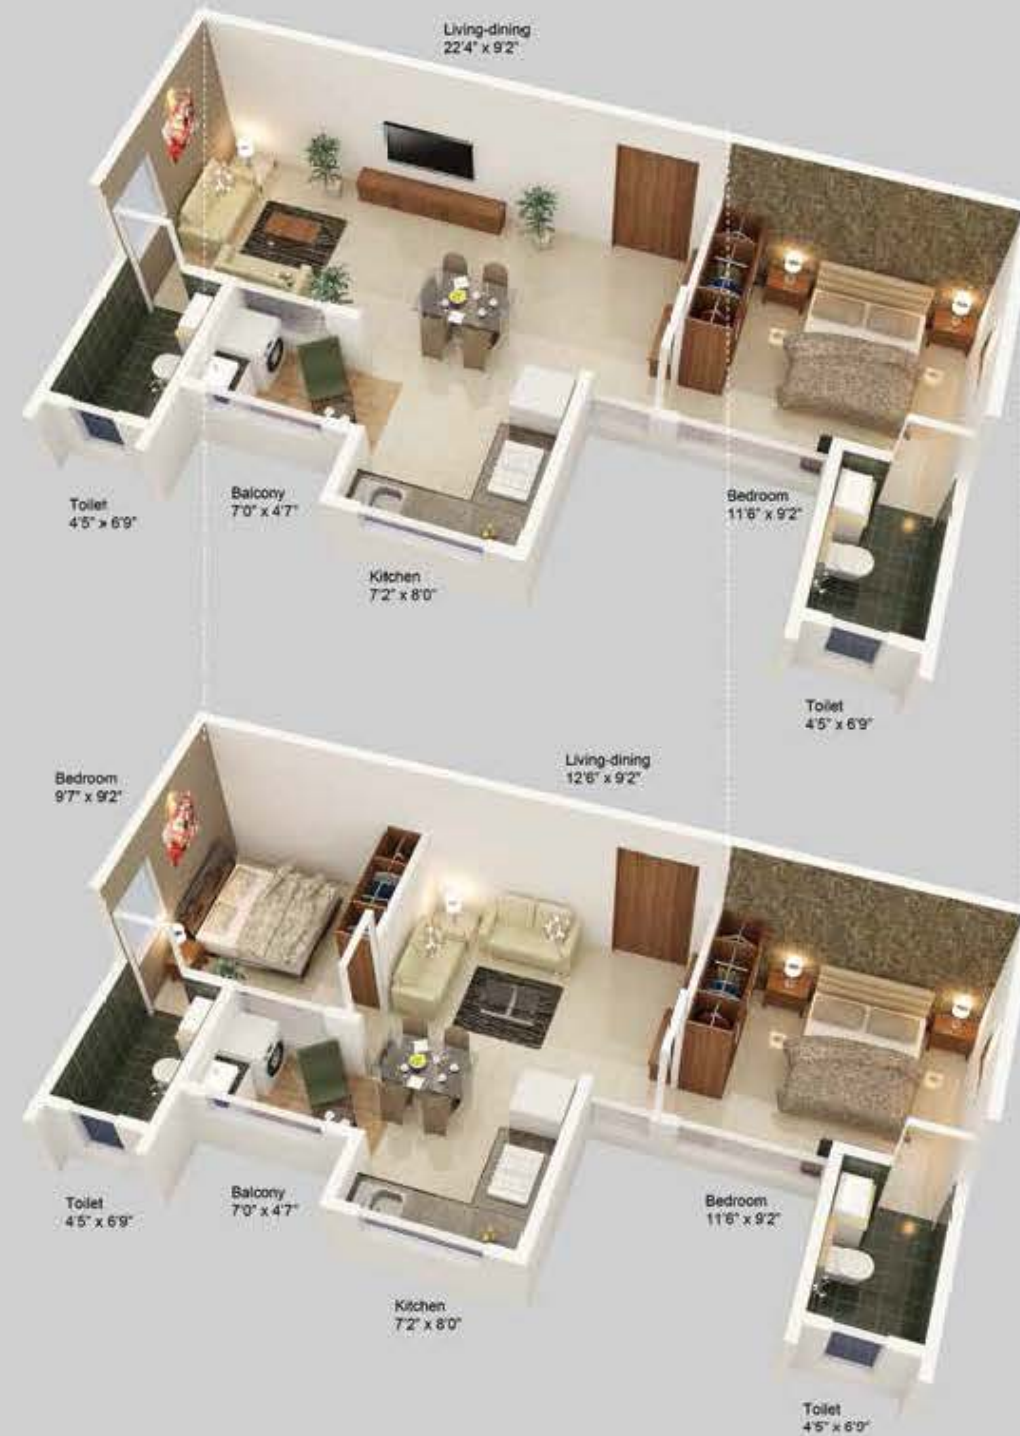 Living-dining
22'4" x 9'2"
Toilet
4'5" x 6'9"
Balcony
7'0" x 4'7"
Kitchen
7'2" x 8'0"
Bedroom
11'6" x 9'2"
Toilet
4'5" x 6'9"
Bedroom
9'7" x 9'2"
Living-dining
12'6" x 9'2"
Toilet
4'5" x 6'9"
Balcony
7'0" x 4'7"
Kitchen
7'2" x 8'0"
Bedroom
11'6" x 9'2"
Toilet
4'5" x 6'9"